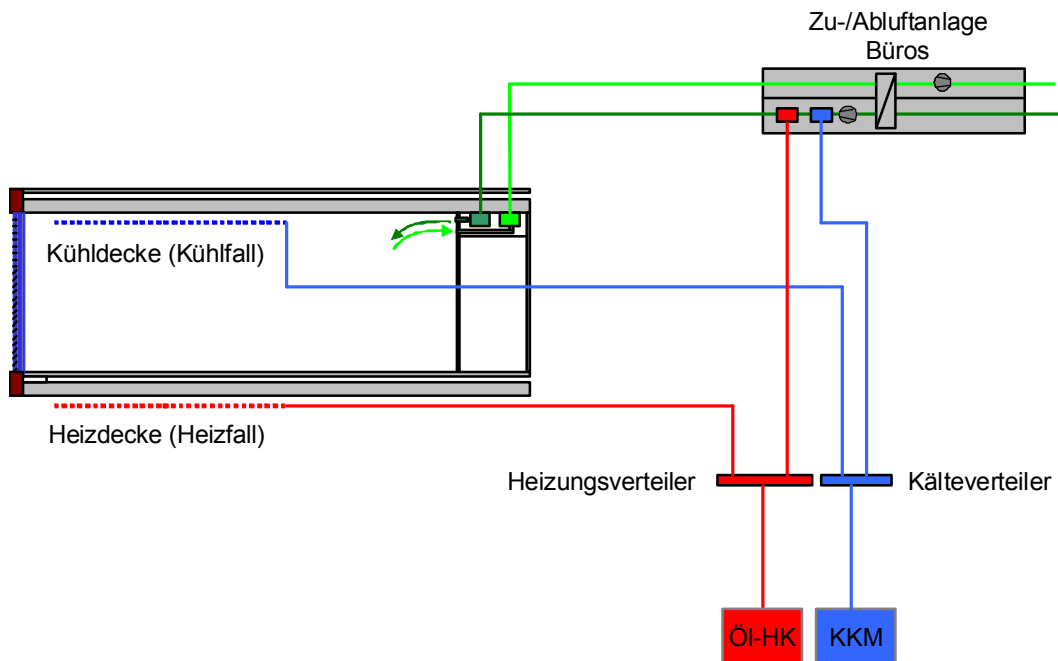 Zu-/Abluftanlage
Büros
Kühldecke (Kühlfall)
Heizdecke (Heizfall)
Heizungsverteiler
Kälteverteiler
Öl-HK
KKM